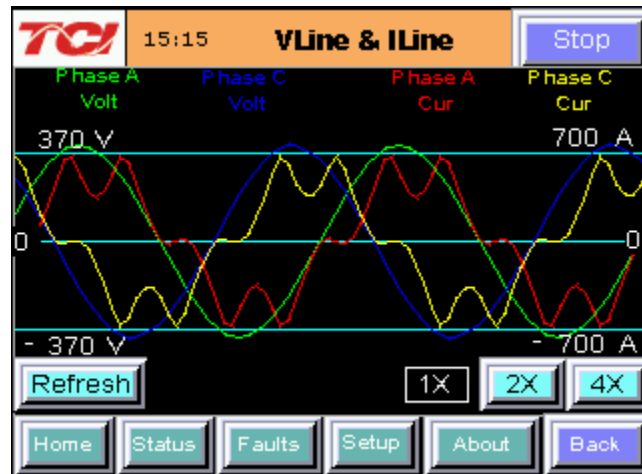 TCI 15:15 VLine & ILine Stop
Phase A Phase C Phase A Phase C
Volt Volt Cur Cur
370 V 700 A
0 0
- 370 V - 700 A
Refresh 1X 2X 4X
Home Status Faults Setup About Back